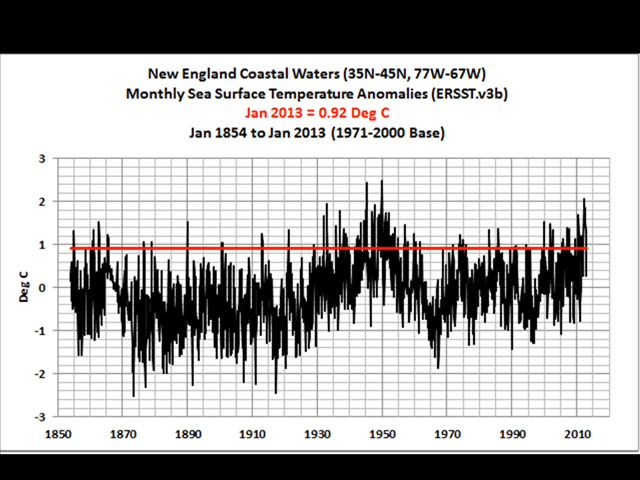 New England Coastal Waters (35N-45N, 77W-67W)
Monthly Sea Surface Temperature Anomalies (ERSST.v3b)
Jan 2013 = 0.92 Deg C
Jan 1854 to Jan 2013 (1971-2000 Base)
3
2
1
0
-1
-2
-3
Deg C
1850 1870 1890 1910 1930 1950 1970 1990 2010